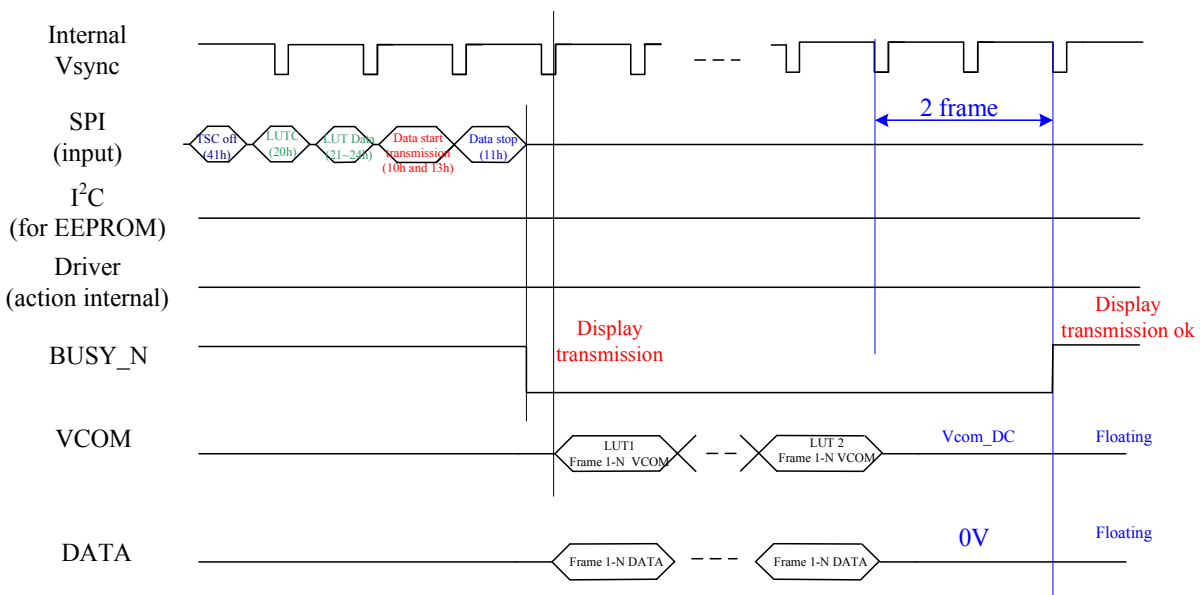 Internal
Vsync
2 frame
SPI
(input)
TSC off
(41h)
LUTC
(20h)
LUT Data
(21~24h)
Data start
transmission
(10h and 13h)
Data stop
(11h)
I²C
(for EEPROM)
Driver
(action internal)
Display
transmission
Display
transmission ok
BUSY_N
VCOM
LUT1
Frame 1-N VCOM
LUT 2
Frame 1-N VCOM
Vcom_DC
Floating
DATA
Frame 1-N DATA
Frame 1-N DATA
0V
Floating